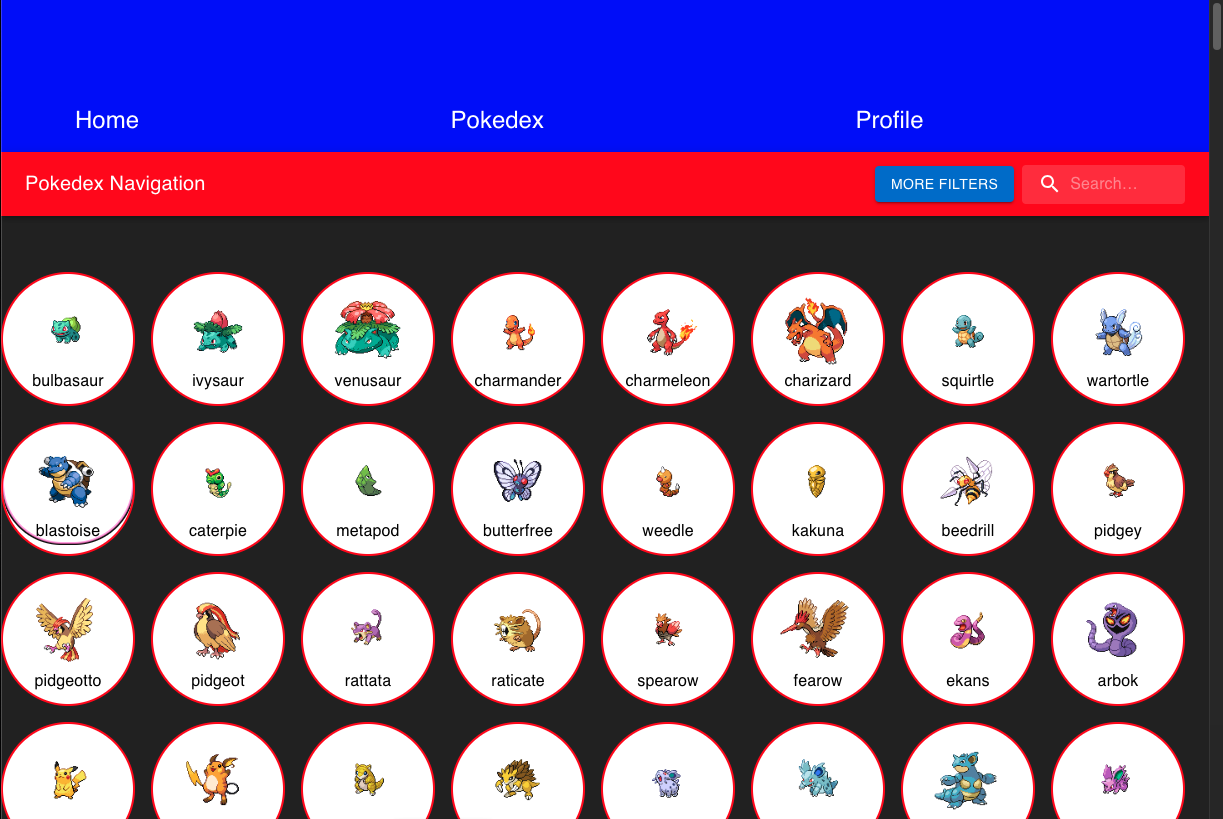 Home Pokedex Profile
Pokedex Navigation MORE FILTERS Search...
bulbasaur ivysaur venusaur charmander charmeleon charizard squirtle wartortle
blastoise caterpie metapod butterfree weedle kakuna beedrill pidgey
pidgeotto pidgeot rattata raticate spearow fearow ekans arbok